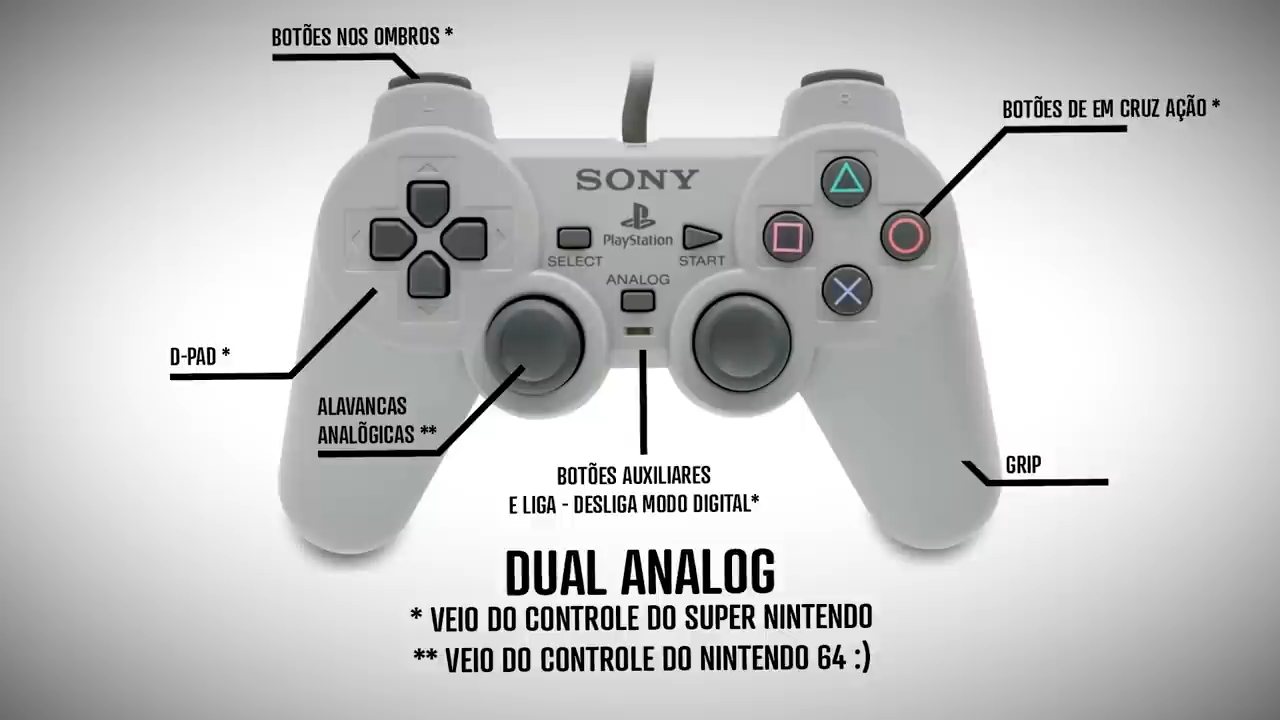 BOTÕES NOS OMBROS *
BOTÕES DE EM CRUZ AÇÃO *
L
R
SONY
PlayStation
SELECT
START
ANALOG
D-PAD *
ALAVANCAS
ANALÕGICAS **
GRIP
BOTÕES AUXILIARES
E LIGA - DESLIGA MODO DIGITAL*
DUAL ANALOG
* VEIO DO CONTROLE DO SUPER NINTENDO
** VEIO DO CONTROLE DO NINTENDO 64 :)